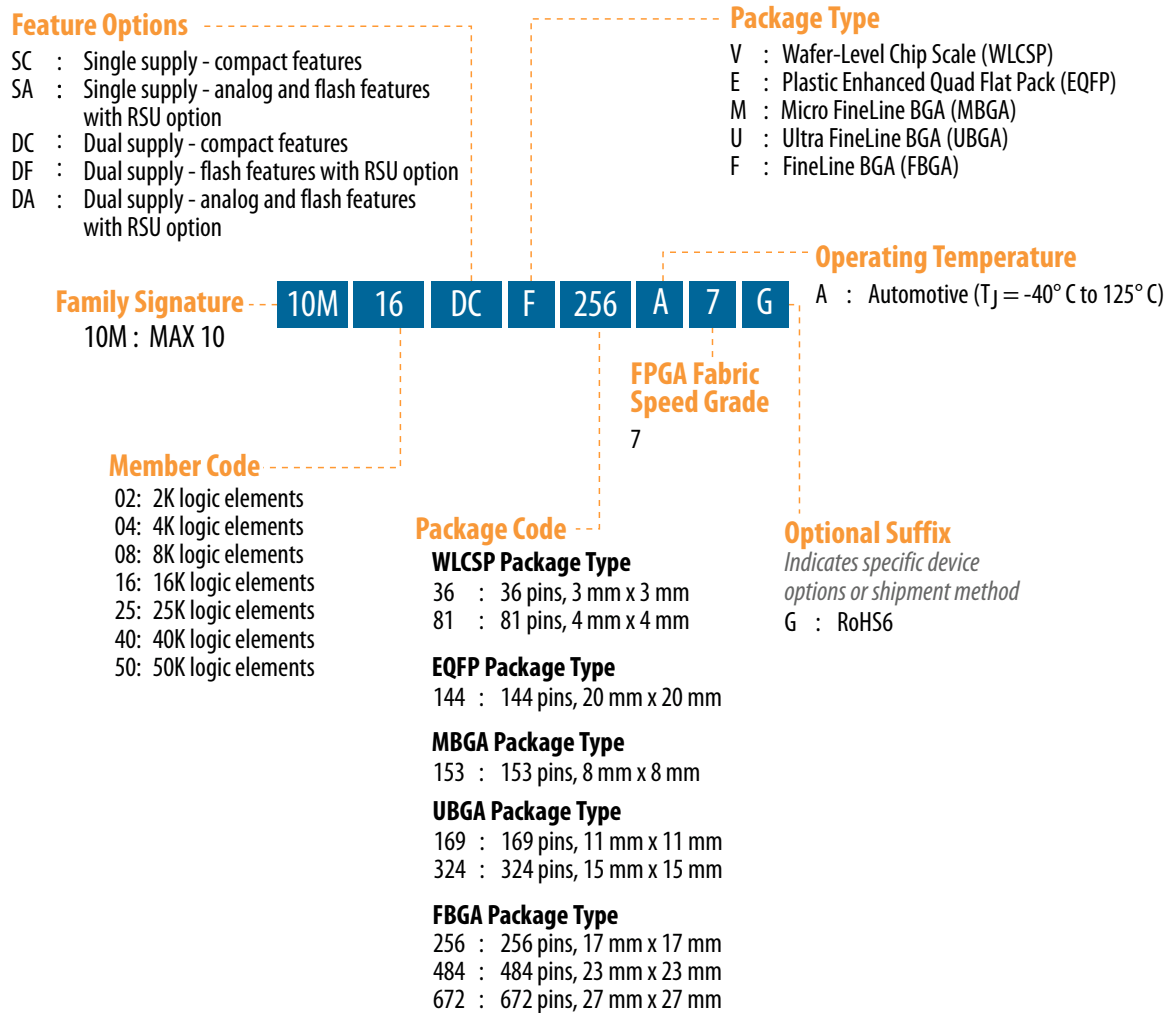 Feature Options
SC : Single supply - compact features
SA : Single supply - analog and flash features
with RSU option
DC : Dual supply - compact features
DF : Dual supply - flash features with RSU option
DA : Dual supply - analog and flash features
with RSU option
Package Type
V : Wafer-Level Chip Scale (WLCSP)
E : Plastic Enhanced Quad Flat Pack (EQFP)
M : Micro FineLine BGA (MBGA)
U : Ultra FineLine BGA (UBGA)
F : FineLine BGA (FBGA)
Operating Temperature
A : Automotive (TJ = -40° C to 125° C)
Family Signature
10M : MAX 10
10M 16 DC F 256 A 7 G
FPGA Fabric
Speed Grade
7
Member Code
02: 2K logic elements
04: 4K logic elements
08: 8K logic elements
16: 16K logic elements
25: 25K logic elements
40: 40K logic elements
50: 50K logic elements
Package Code
WLCSP Package Type
36 : 36 pins, 3 mm x 3 mm
81 : 81 pins, 4 mm x 4 mm
EQFP Package Type
144 : 144 pins, 20 mm x 20 mm
MBGA Package Type
153 : 153 pins, 8 mm x 8 mm
UBGA Package Type
169 : 169 pins, 11 mm x 11 mm
324 : 324 pins, 15 mm x 15 mm
FBGA Package Type
256 : 256 pins, 17 mm x 17 mm
484 : 484 pins, 23 mm x 23 mm
672 : 672 pins, 27 mm x 27 mm
Optional Suffix
Indicates specific device
options or shipment method
G : RoHS6